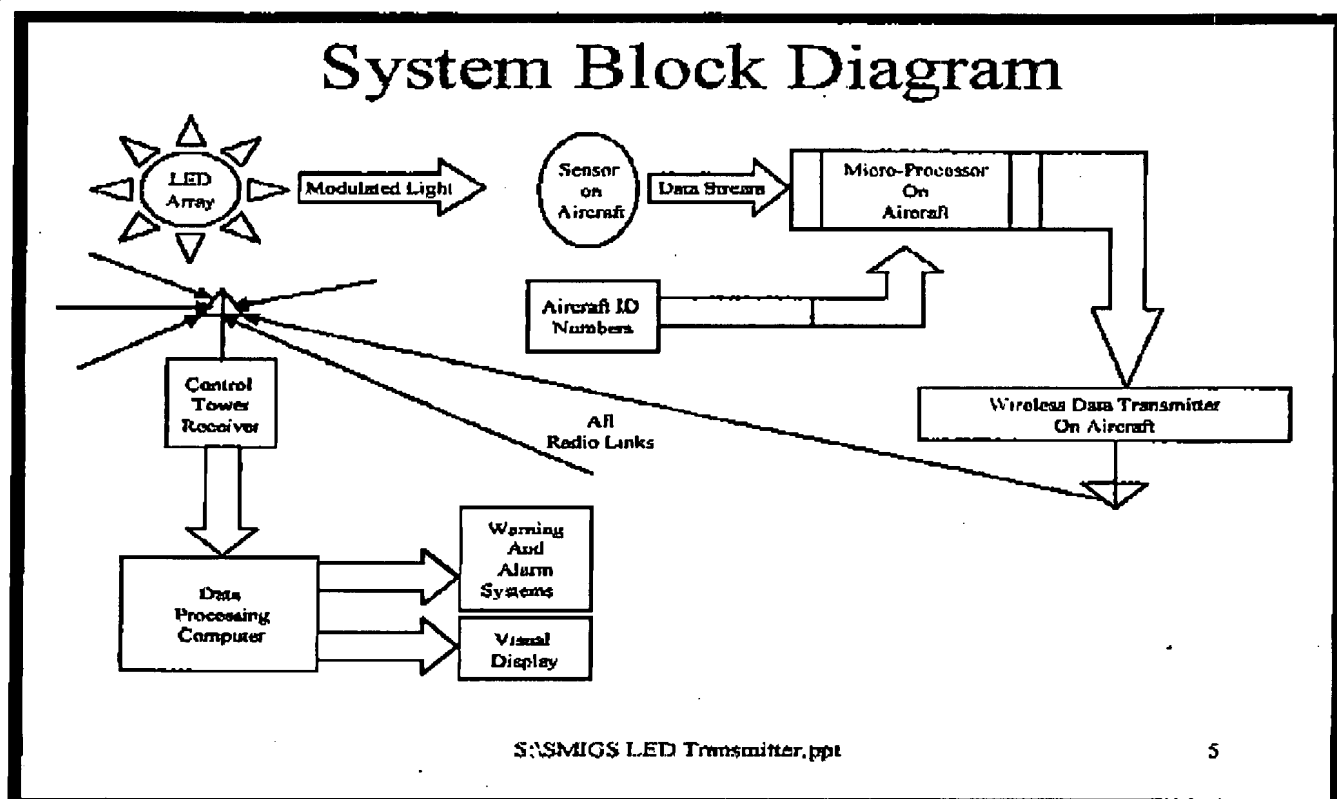 System Block Diagram
LED
Array
Modulated Light
Sensor
on
Aircraft
Data Stream
Micro-Processor
On
Aircraft
Aircraft ID
Numbers
Control
Tower
Receiver
All
Radio Links
Wireless Data Transmitter
On Aircraft
Data
Processing
Computer
Warning
And
Alarm
Systems
Visual
Display
S:\SMIGS LED Transmitter.ppt
5